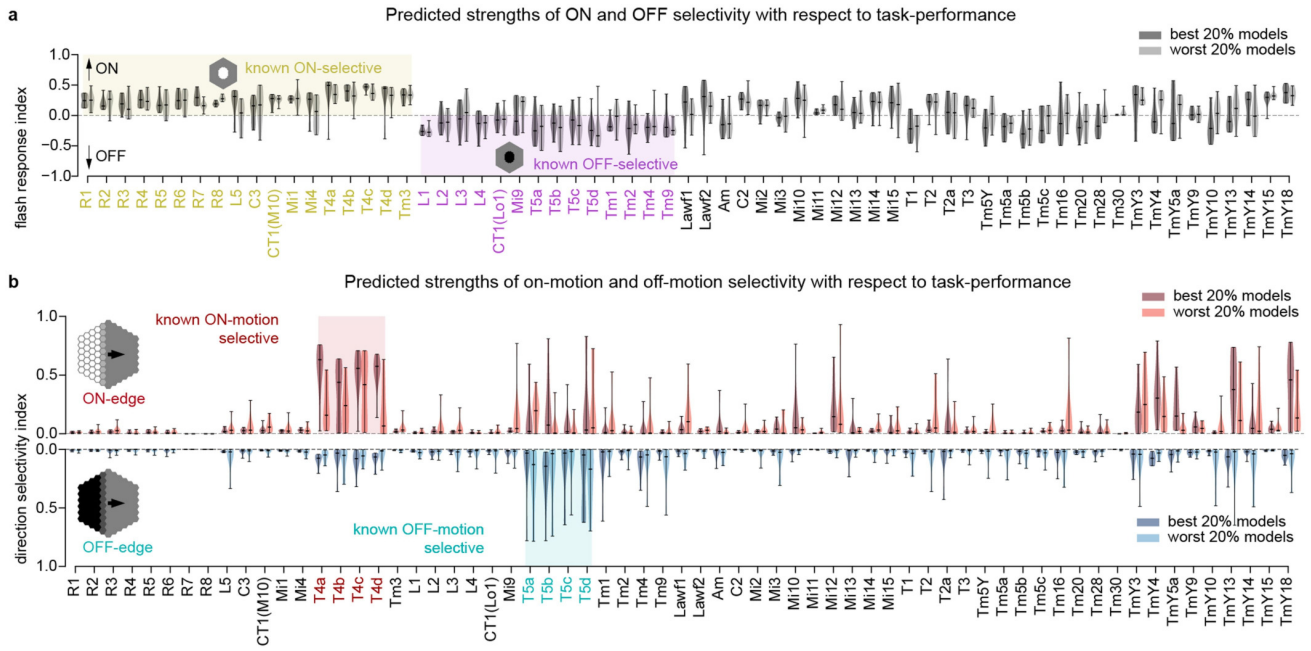 a
Predicted strengths of ON and OFF selectivity with respect to task-performance
best 20% models
worst 20% models
flash response index
1.0
0.5
0.0
−0.5
−1.0
ON
OFF
known ON-selective
known OFF-selective
R1 R2 R3 R4 R5 R6 R7 R8 L5 C3 CT1(M10) Mi1 Mi4 T4a T4b T4c T4d Tm3 L1 L2 L3 L4 CT1(Lo1) Mi9 T5a T5b T5c T5d Tm1 Tm2 Tm4 Tm9 Lawf1 Lawf2 Am C2 Mi2 Mi3 Mi10 Mi11 Mi12 Mi13 Mi14 Mi15 T1 T2 T2a T3 Tm5Y Tm5a Tm5b Tm5c Tm16 Tm20 Tm28 Tm30 TmY3 TmY4 TmY5a TmY9 TmY10 TmY13 TmY14 TmY15 TmY18
b
Predicted strengths of on-motion and off-motion selectivity with respect to task-performance
best 20% models
worst 20% models
direction selectivity index
1.0
0.5
0.0
0.0
0.5
1.0
known ON-motion
selective
ON-edge
known OFF-motion
selective
OFF-edge
best 20% models
worst 20% models
R1 R2 R3 R4 R5 R6 R7 R8 L5 C3 CT1(M10) Mi1 Mi4 T4a T4b T4c T4d Tm3 L1 L2 L3 L4 CT1(Lo1) Mi9 T5a T5b T5c T5d Tm1 Tm2 Tm4 Tm9 Lawf1 Lawf2 Am C2 Mi2 Mi3 Mi10 Mi11 Mi12 Mi13 Mi14 Mi15 T1 T2 T2a T3 Tm5Y Tm5a Tm5b Tm5c Tm16 Tm20 Tm28 Tm30 TmY3 TmY4 TmY5a TmY9 TmY10 TmY13 TmY14 TmY15 TmY18